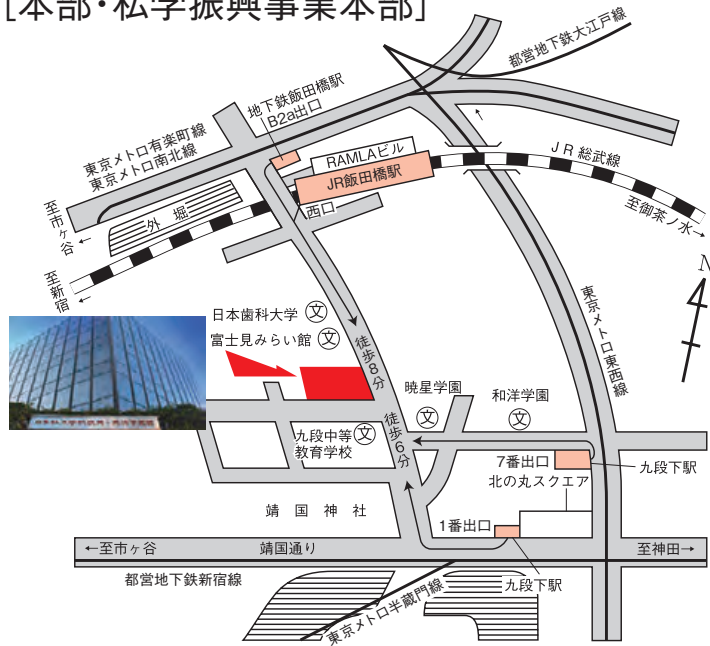 [本部・私学振興事業本部]
都営地下鉄大江戸線
地下鉄飯田橋駅
B2a出口
東京メトロ有楽町線
東京メトロ南北線
RAMLAビル
JR飯田橋駅
JR総武線
至市ヶ谷
←
外堀
西口
至御茶ノ水→
至新宿
←
N
日本歯科大学 文
富士見みらい館 文
徒歩8分
東京メトロ東西線
暁星学園
文
和洋学園
文
九段中等
教育学校
文
徒歩6分
7番出口
九段下駅
北の丸スクエア
靖国神社
1番出口
←至市ヶ谷
靖国通り
至神田→
都営地下鉄新宿線
東京メトロ半蔵門線
九段下駅